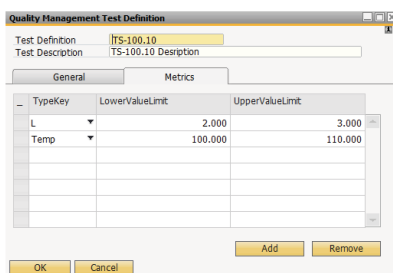 Quality Management Test Definition
Test Definition TS-100.10
Test Description TS-100.10 Desription
General Metrics
TypeKey LowerValueLimit UpperValueLimit
L 2.000 3.000
Temp 100.000 110.000
Add Remove
OK Cancel